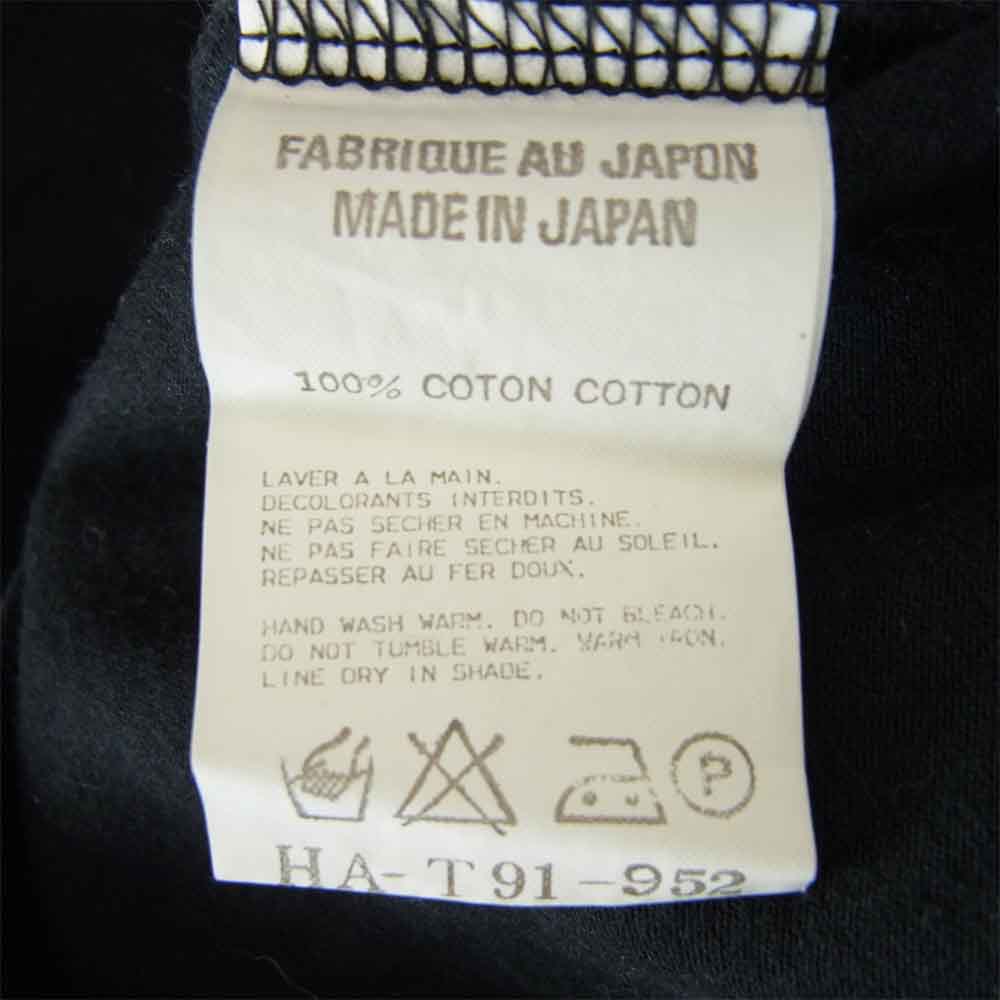 FABRIQUE AU JAPON
MADE IN JAPAN
100% COTON COTTON
LAVER A LA MAIN.
DECOLORANTS INTERDITS.
NE PAS SECHER EN MACHINE.
NE PAS FAIRE SECHER AU SOLEIL.
REPASSER AU FER DOUX.
HAND WASH WARM. DO NOT BLEACH.
DO NOT TUMBLE WARM. WARM IRON.
LINE DRY IN SHADE.
?
HA-T91-952